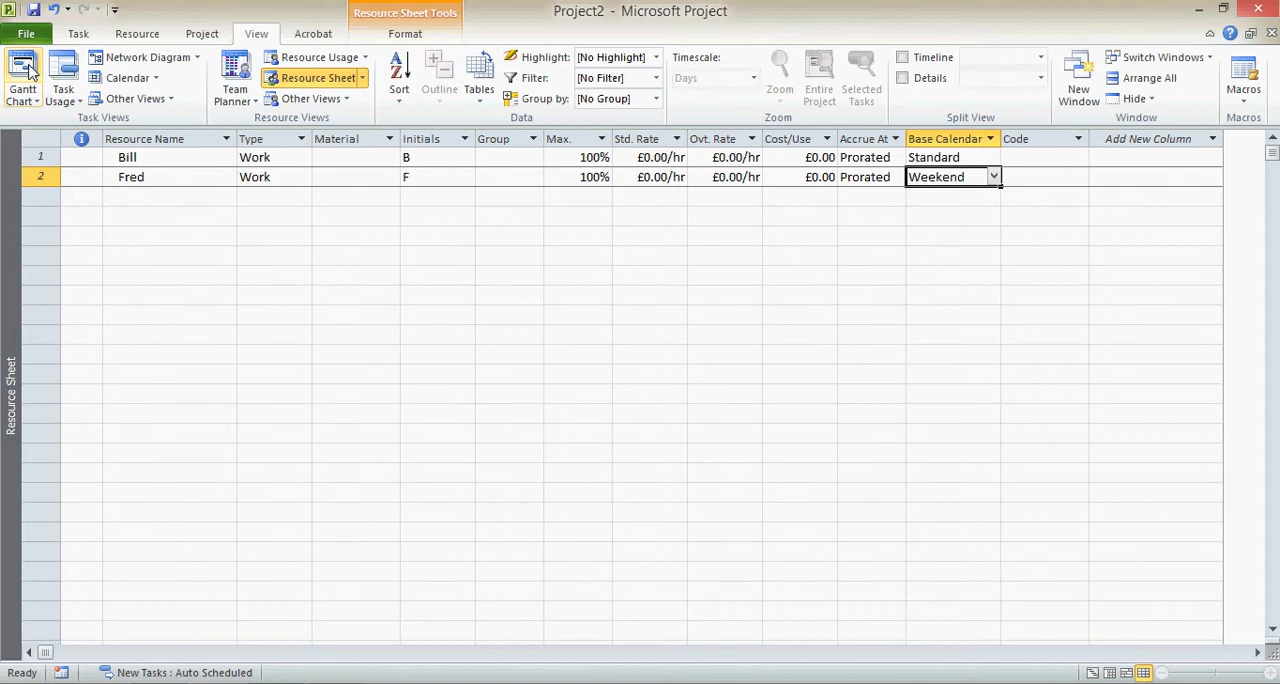 Resource Sheet Tools
Project2 - Microsoft Project
File Task Resource Project View Acrobat Format
Gantt Chart
Task Usage
Network Diagram
Calendar
Other Views
Task Views
Team Planner
Resource Usage
Resource Sheet
Other Views
Resource Views
Sort
Outline
Tables
Highlight: [No Highlight]
Filter: [No Filter]
Group by: [No Group]
Data
Timescale:
Days
Zoom
Entire Project
Selected Tasks
Zoom
Timeline
Details
Split View
New Window
Switch Windows
Arrange All
Hide
Window
Macros
Macros
Resource Name Type Material Initials Group Max. Std. Rate Ovt. Rate Cost/Use Accrue At Base Calendar Code Add New Column
1 Bill Work B 100% £0.00/hr £0.00/hr £0.00 Prorated Standard
2 Fred Work F 100% £0.00/hr £0.00/hr £0.00 Prorated Weekend
Resource Sheet
Ready New Tasks : Auto Scheduled